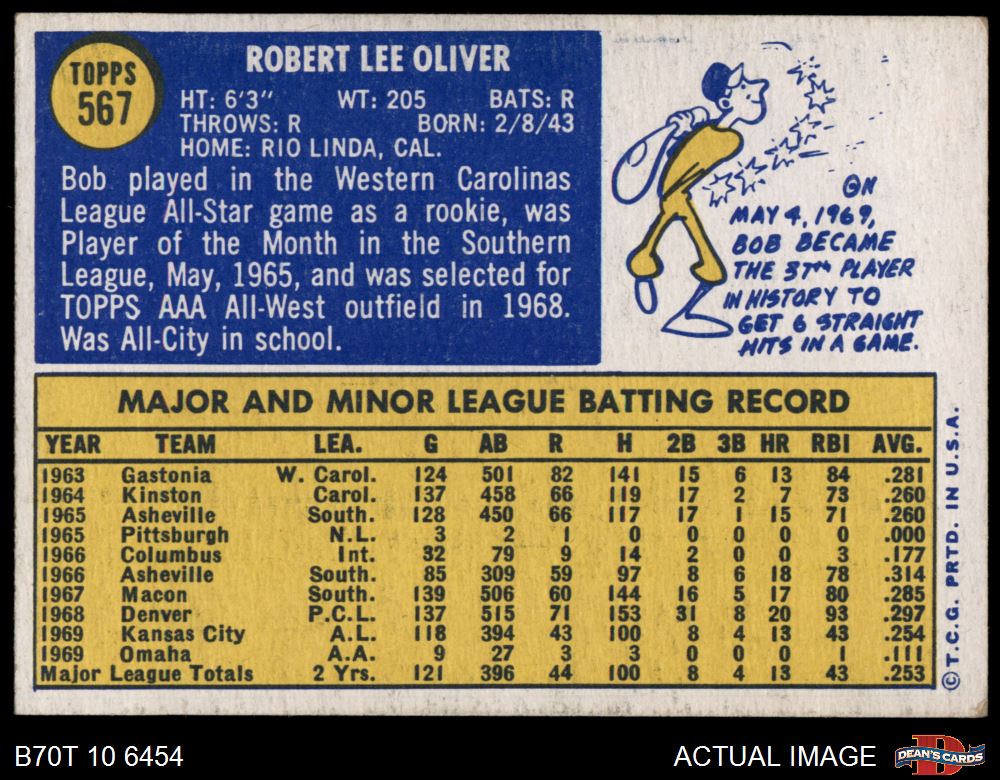 TOPPS
567
ROBERT LEE OLIVER
HT: 6'3" WT: 205 BATS: R
THROWS: R BORN: 2/8/43
HOME: RIO LINDA, CAL.
Bob played in the Western Carolinas
League All-Star game as a rookie, was
Player of the Month in the Southern
League, May, 1965, and was selected for
TOPPS AAA All-West outfield in 1968.
Was All-City in school.
ON
MAY 4, 1969,
BOB BECAME
THE 37TH PLAYER
IN HISTORY TO
GET 6 STRAIGHT
HITS IN A GAME.
MAJOR AND MINOR LEAGUE BATTING RECORD
YEAR TEAM LEA. G AB R H 2B 3B HR RBI AVG.
1963 Gastonia W. Carol. 124 501 82 141 15 6 13 84 .281
1964 Kinston Carol. 137 458 66 119 17 2 7 73 .260
1965 Asheville South. 128 450 66 117 17 1 15 71 .260
1965 Pittsburgh N.L. 3 2 1 0 0 0 0 0 .000
1966 Columbus Int. 32 79 9 14 2 0 0 3 .177
1966 Asheville South. 85 309 59 97 8 6 18 78 .314
1967 Macon South. 139 506 60 144 16 5 17 80 .285
1968 Denver P.C.L. 137 515 71 153 31 8 20 93 .297
1969 Kansas City A.L. 118 394 43 100 8 4 13 43 .254
1969 Omaha A.A. 9 27 3 3 0 0 0 1 .111
Major League Totals 2 Yrs. 121 396 44 100 8 4 13 43 .253
© T.C.G. PRTD. IN U.S.A.
B70T 10 6454
ACTUAL IMAGE
DEAN'S CARDS